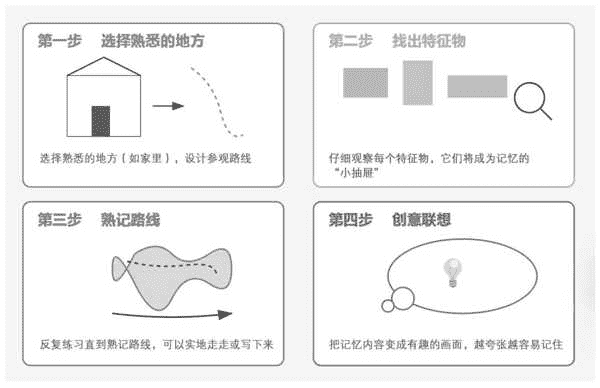 第一步 选择熟悉的地方
选择熟悉的地方（如家里），设计参观路线
第二步 找出特征物
仔细观察每个特征物，它们将成为记忆的
“小抽屉”
第三步 熟记路线
反复练习直到熟记路线，可以实地走走或写下来
第四步 创意联想
把记忆内容变成有趣的画面，越夸张越容易记住